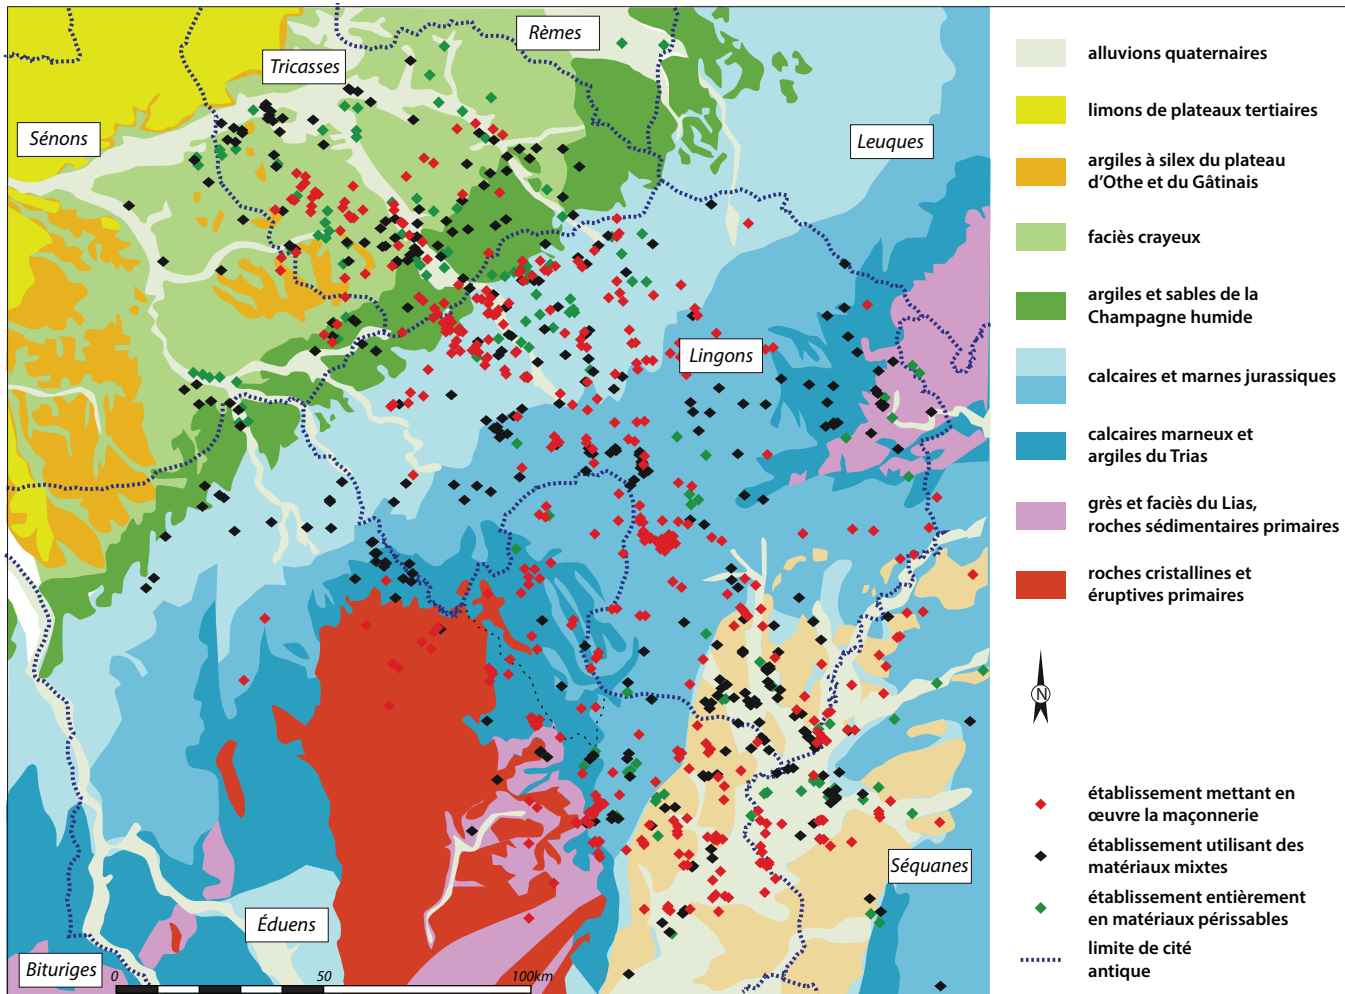 Rèmes
Tricasses
Sénons
Leuques
Lingons
Séquanes
Éduens
Bituriges
0
50
100km
alluvions quaternaires
limons de plateaux tertiaires
argiles à silex du plateau
d'Othe et du Gâtinais
faciès crayeux
argiles et sables de la
Champagne humide
calcaires et marnes jurassiques
calcaires marneux et
argiles du Trias
grès et faciès du Lias,
roches sédimentaires primaires
roches cristallines et
éruptives primaires
N
établissement mettant en
œuvre la maçonnerie
établissement utilisant des
matériaux mixtes
établissement entièrement
en matériaux périssables
limite de cité
antique